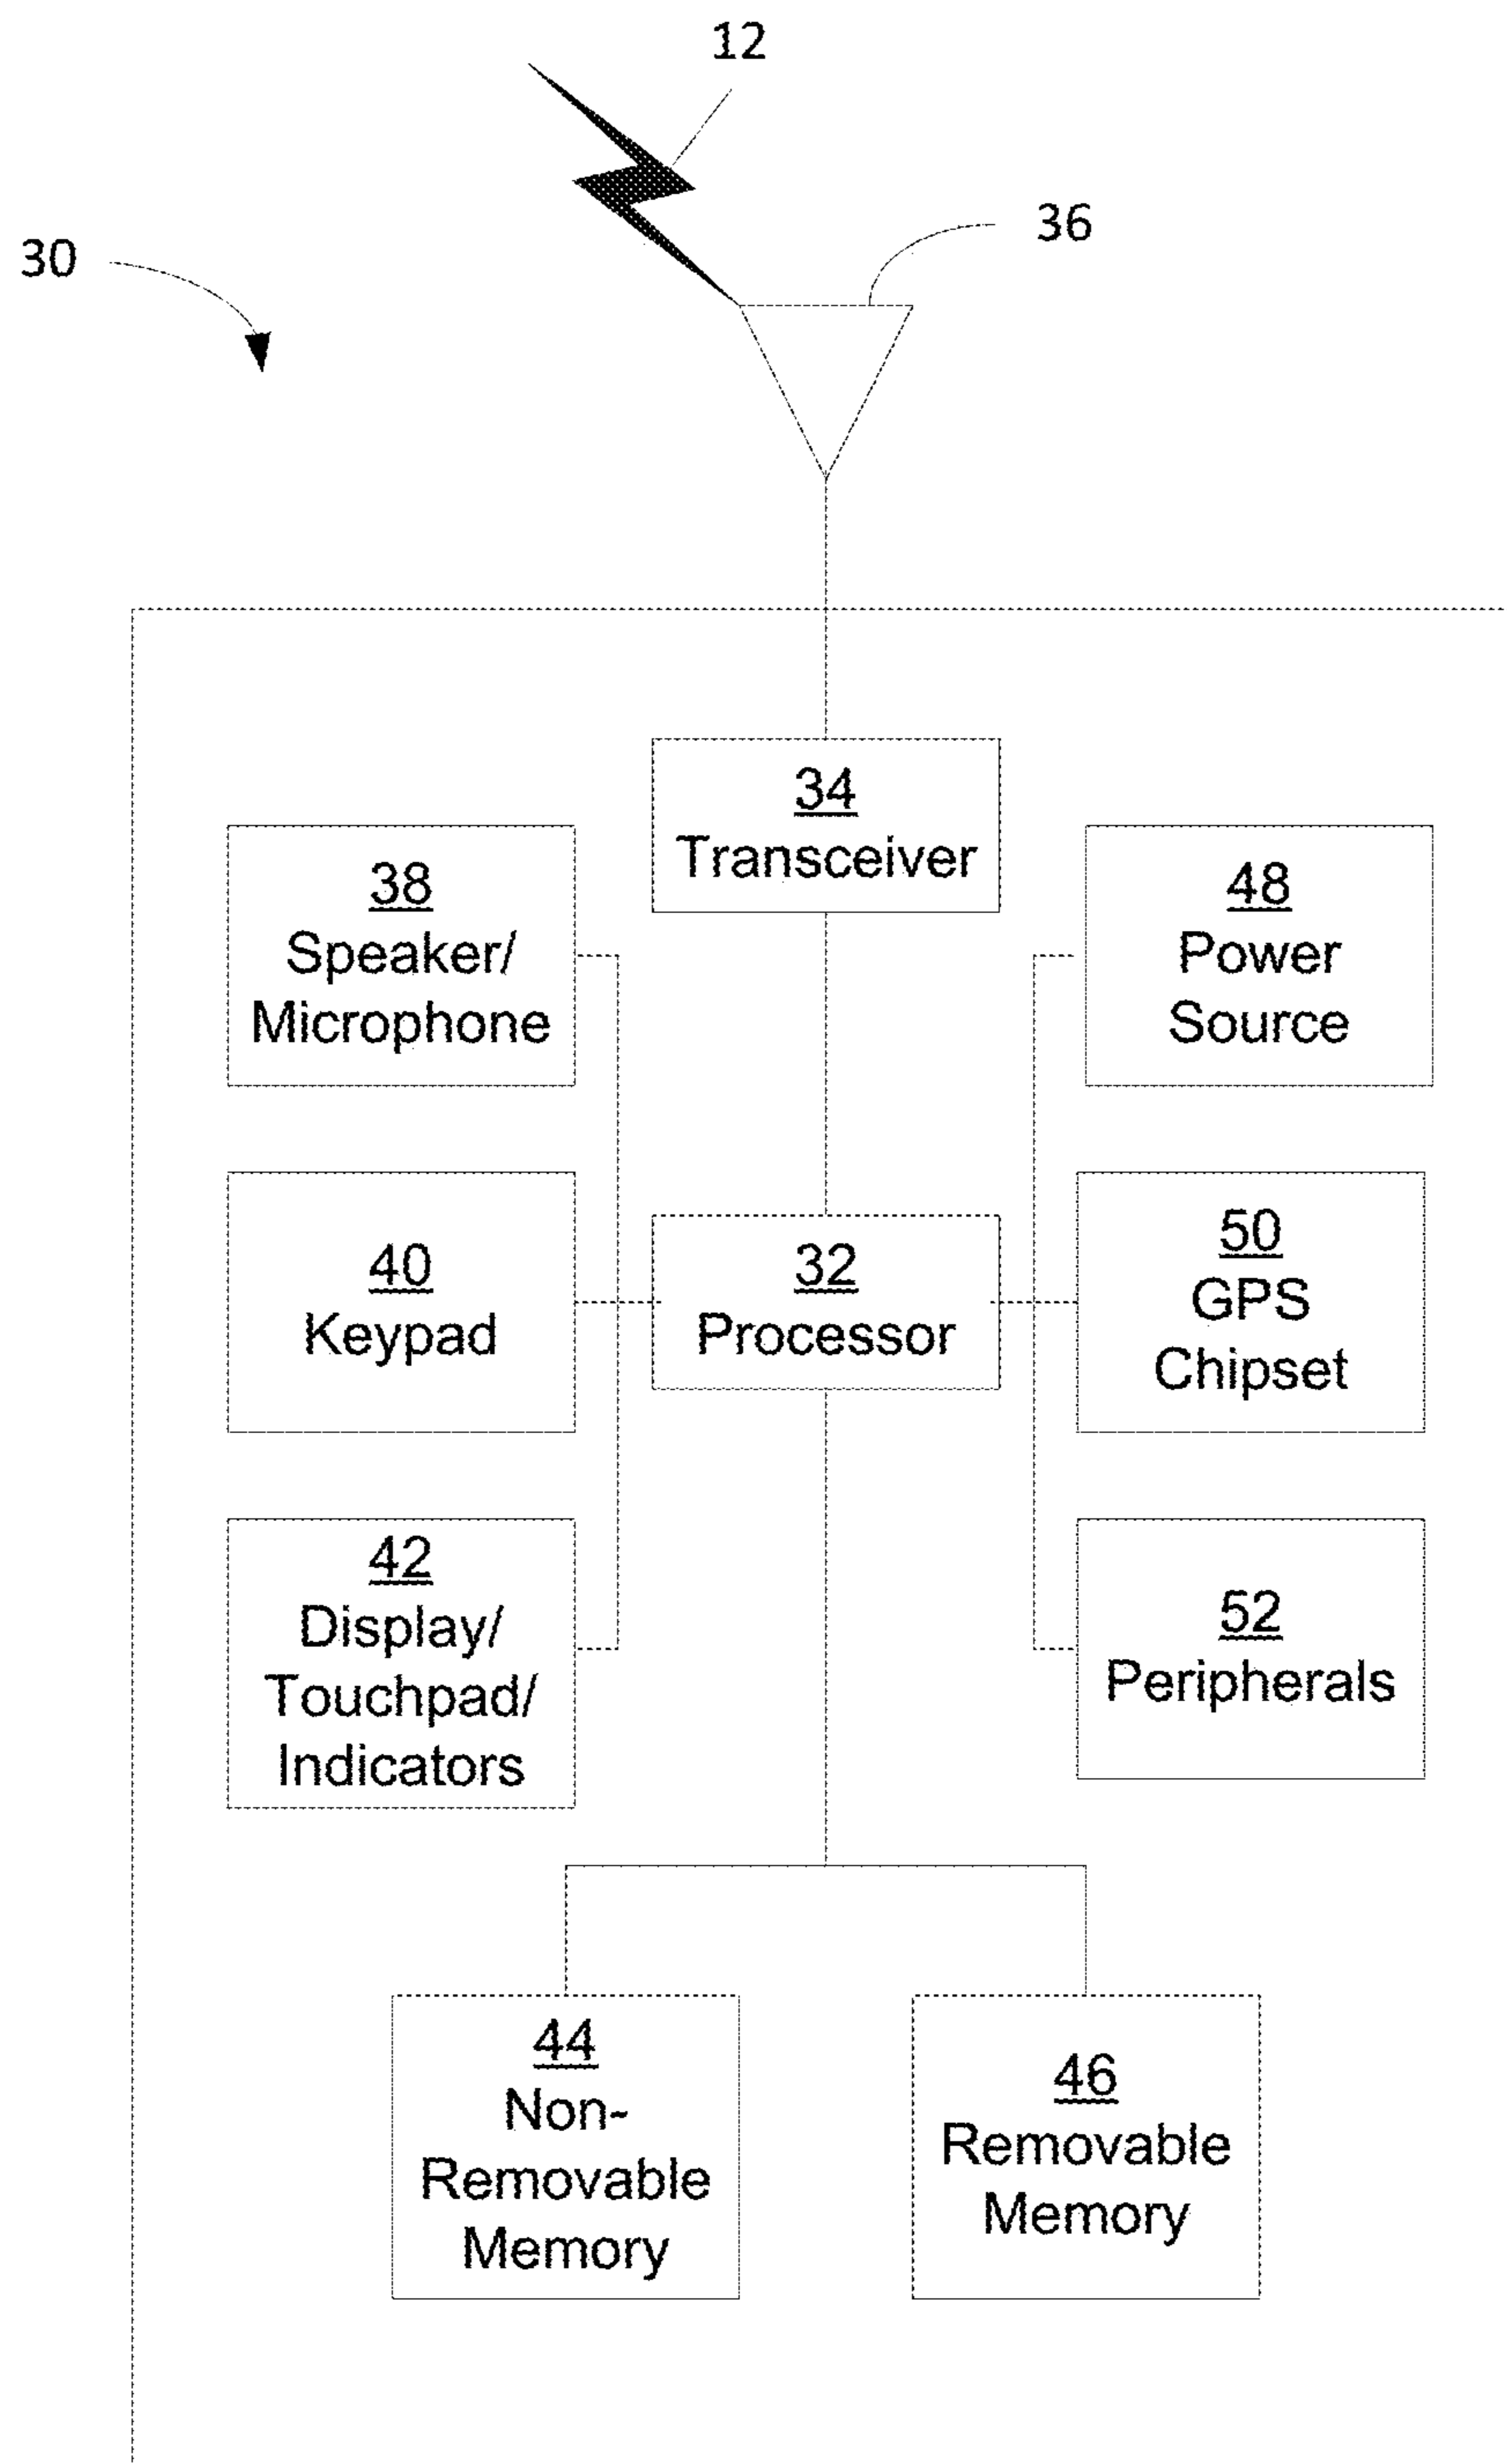 12
36
30
34
Transceiver
38
Speaker/
Microphone
48
Power
Source
40
Keypad
32
Processor
50
GPS
Chipset
42
Display/
Touchpad/
Indicators
52
Peripherals
44
Non-
Removable
Memory
46
Removable
Memory